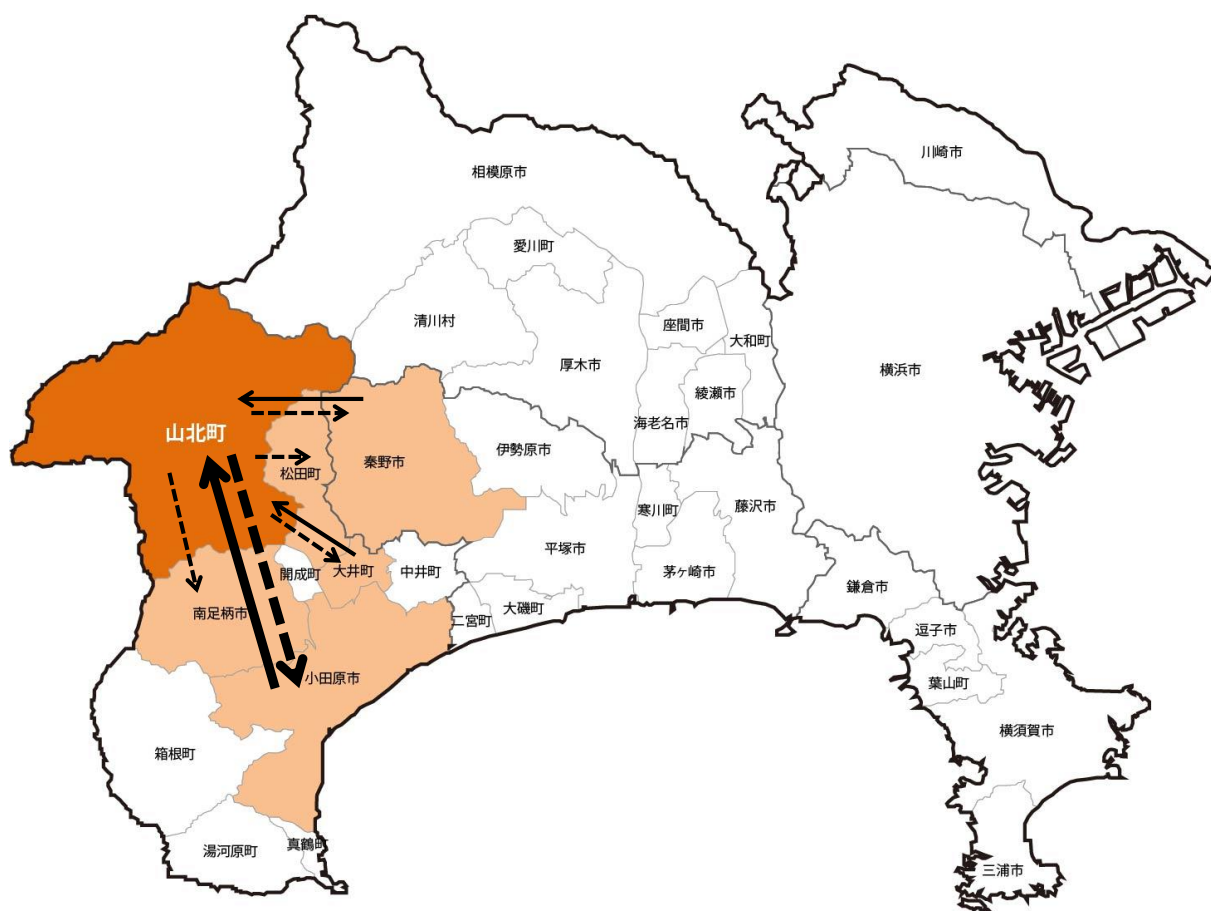 川崎市
相模原市
愛川町
清川村
座間市
大和町
厚木市
横浜市
綾瀬市
海老名市
山北町
伊勢原市
秦野市
松田町
寒川町
藤沢市
平塚市
開成町
大井町
中井町
茅ヶ崎市
鎌倉市
南足柄市
大磯町
二宮町
逗子市
小田原市
葉山町
横須賀市
箱根町
湯河原町
真鶴町
三浦市